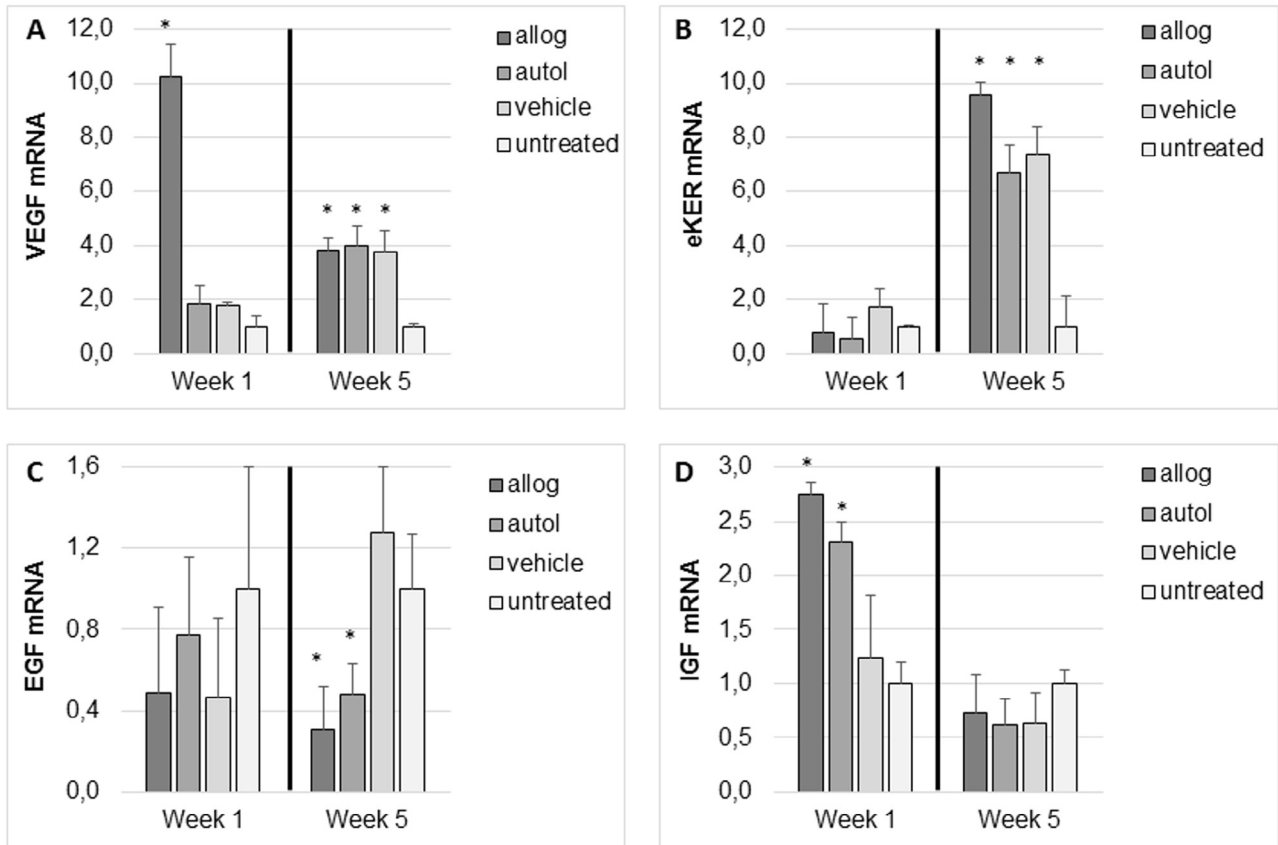 A
VEGF mRNA
12,0
10,0
8,0
6,0
4,0
2,0
0,0
*
* * *
Week 1 Week 5
allog
autol
vehicle
untreated
B
eKER mRNA
12,0
10,0
8,0
6,0
4,0
2,0
0,0
* * *
Week 1 Week 5
allog
autol
vehicle
untreated
C
EGF mRNA
1,6
1,2
0,8
0,4
0,0
* *
Week 1 Week 5
allog
autol
vehicle
untreated
D
IGF mRNA
3,0
2,5
2,0
1,5
1,0
0,5
0,0
* *
Week 1 Week 5
allog
autol
vehicle
untreated